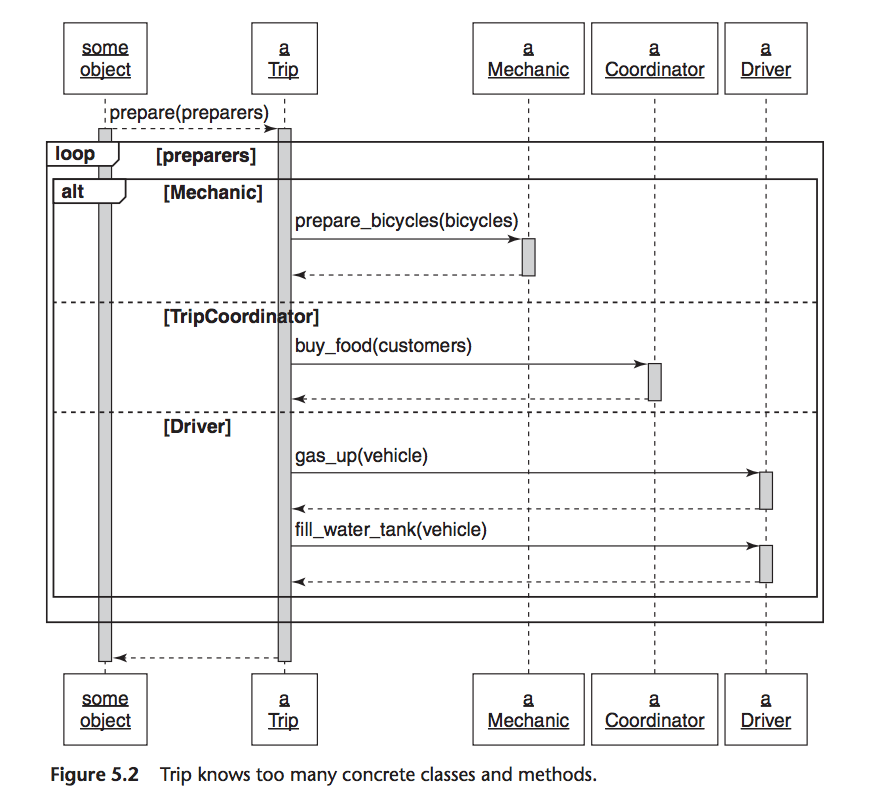 some
object
a
Trip
a
Mechanic
a
Coordinator
a
Driver
prepare(preparers)
loop
[preparers]
alt
[Mechanic]
prepare_bicycles(bicycles)
[TripCoordinator]
buy_food(customers)
[Driver]
gas_up(vehicle)
fill_water_tank(vehicle)
some
object
a
Trip
a
Mechanic
a
Coordinator
a
Driver
Figure 5.2 Trip knows too many concrete classes and methods.